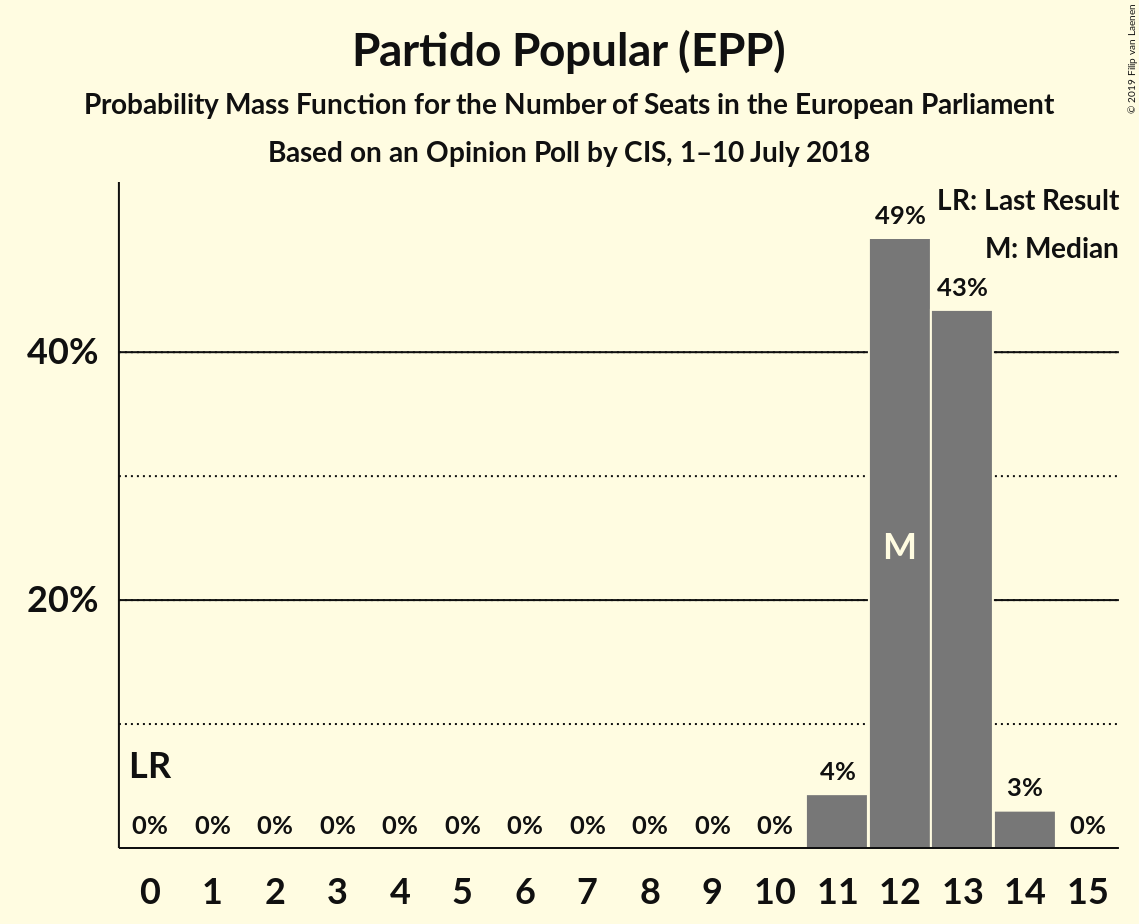 Partido Popular (EPP)
Probability Mass Function for the Number of Seats in the European Parliament
Based on an Opinion Poll by CIS, 1–10 July 2018
© 2019 Filip van Laenen
LR: Last Result
M: Median
49%
43%
40%
20%
M
LR
4%
3%
0% 0% 0% 0% 0% 0% 0% 0% 0% 0% 0% 0%
0 1 2 3 4 5 6 7 8 9 10 11 12 13 14 15